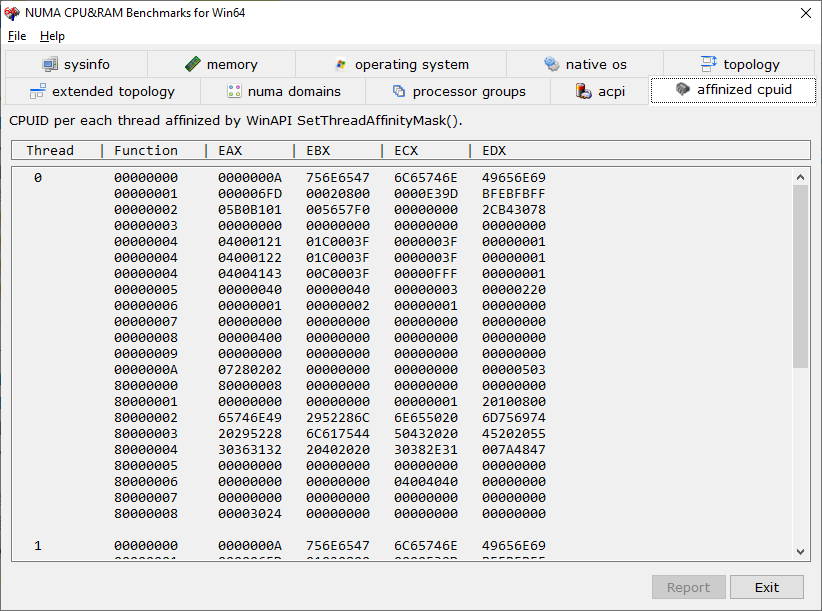 NUMA CPU&RAM Benchmarks for Win64
File Help
sysinfo memory operating system native os topology
extended topology numa domains processor groups acpi affinized cpuid
CPUID per each thread affinized by WinAPI SetThreadAffinityMask().
Thread Function EAX EBX ECX EDX
0 00000000 0000000A 756E6547 6C65746E 49656E69
00000001 000006FD 00020800 0000E39D BFEBFBFF
00000002 05B0B101 005657F0 00000000 2CB43078
00000003 00000000 00000000 00000000 00000000
00000004 04000121 01C0003F 0000003F 00000001
00000004 04000122 01C0003F 0000003F 00000001
00000004 04004143 00C0003F 00000FFF 00000001
00000005 00000040 00000040 00000003 00000220
00000006 00000001 00000002 00000001 00000000
00000007 00000000 00000000 00000000 00000000
00000008 00000400 00000000 00000000 00000000
00000009 00000000 00000000 00000000 00000000
0000000A 07280202 00000000 00000000 00000503
80000000 80000008 00000000 00000000 00000000
80000001 00000000 00000000 00000001 20100800
80000002 65746E49 2952286C 6E655020 6D756974
80000003 20295228 6C617544 50432020 45202055
80000004 30363132 20402020 30382E31 007A4847
80000005 00000000 00000000 00000000 00000000
80000006 00000000 00000000 04004040 00000000
80000007 00000000 00000000 00000000 00000000
80000008 00003024 00000000 00000000 00000000
1 00000000 0000000A 756E6547 6C65746E 49656E69
Report Exit